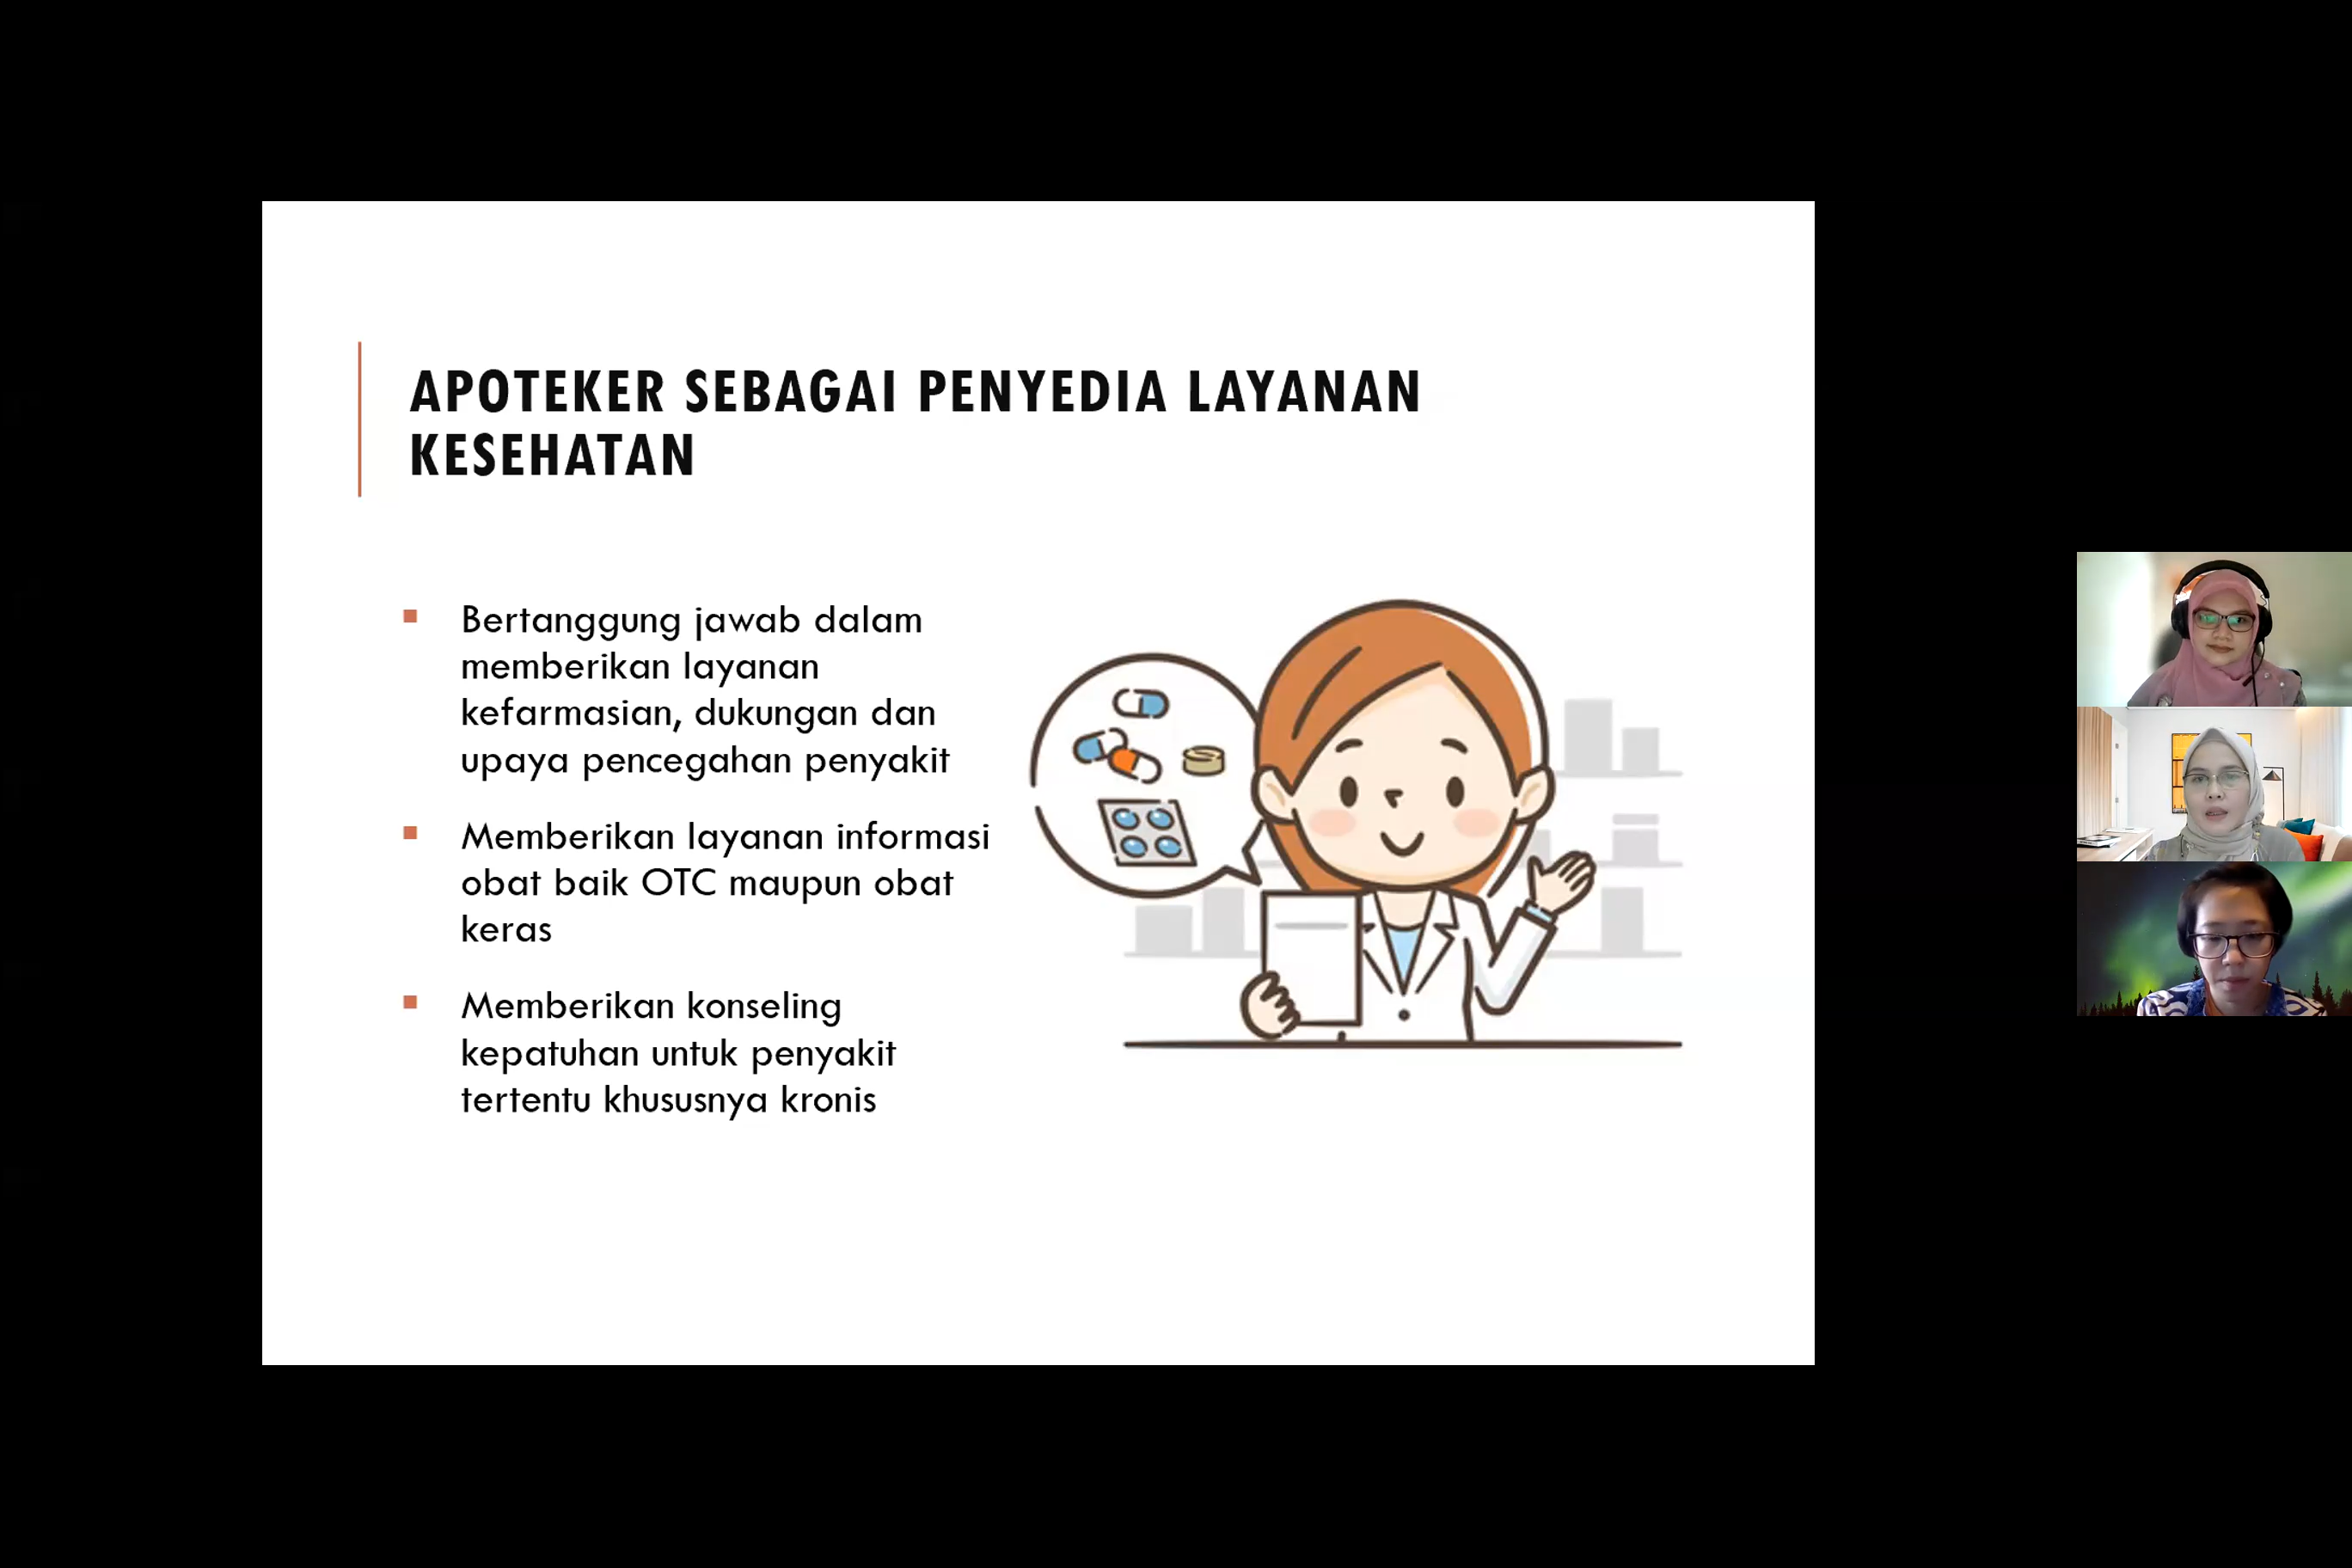 APOTEKER SEBAGAI PENYEDIA LAYANAN
KESEHATAN
Bertanggung jawab dalam
memberikan layanan
kefarmasian, dukungan dan
upaya pencegahan penyakit
Memberikan layanan informasi
obat baik OTC maupun obat
keras
Memberikan konseling
kepatuhan untuk penyakit
tertentu khususnya kronis